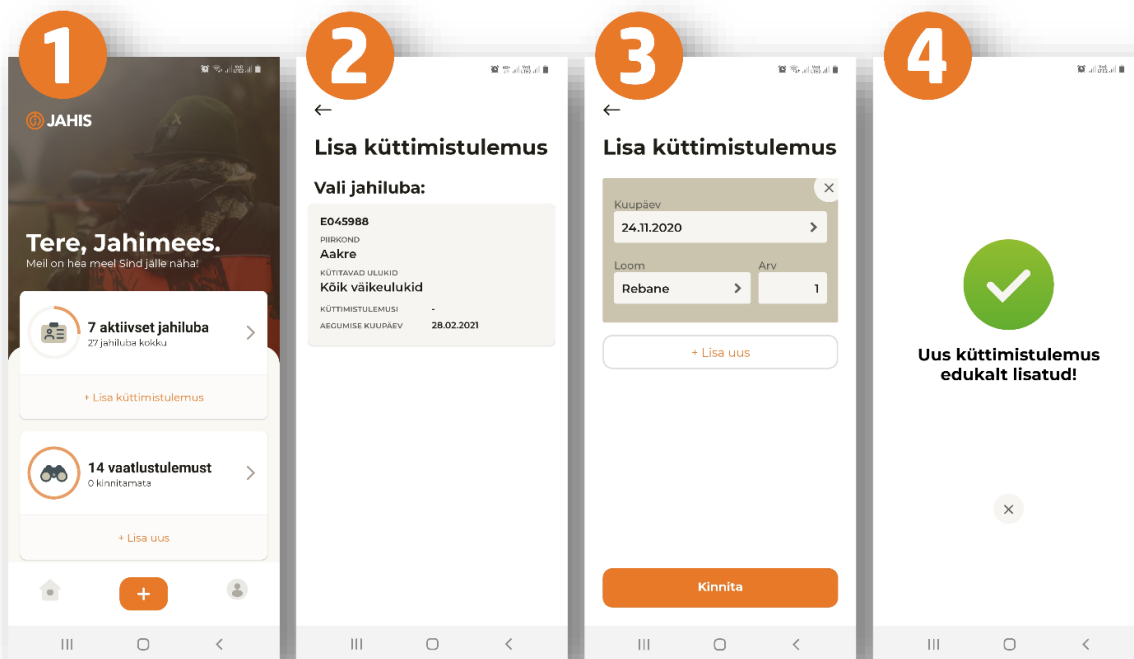 1
JAHIS
Tere, Jahimees.
Meil on hea meel Sind jälle näha!
7 aktiivset jahiluba
27 jahiluba kokku
+ Lisa küttimistulemus
14 vaatlustulemust
0 kinnitamata
+ Lisa uus
+
2
Lisa küttimistulemus
Vali jahiluba:
E045988
PIIRKOND
Aakre
KÜTITAVAD ULUKID
Kõik väikeulukid
KÜTTIMISTULEMUSI -
AEGUMISE KUUPÄEV 28.02.2021
3
Lisa küttimistulemus
Kuupäev
24.11.2020
Loom Arv
Rebane 1
+ Lisa uus
Kinnita
4
Uus küttimistulemus
edukalt lisatud!